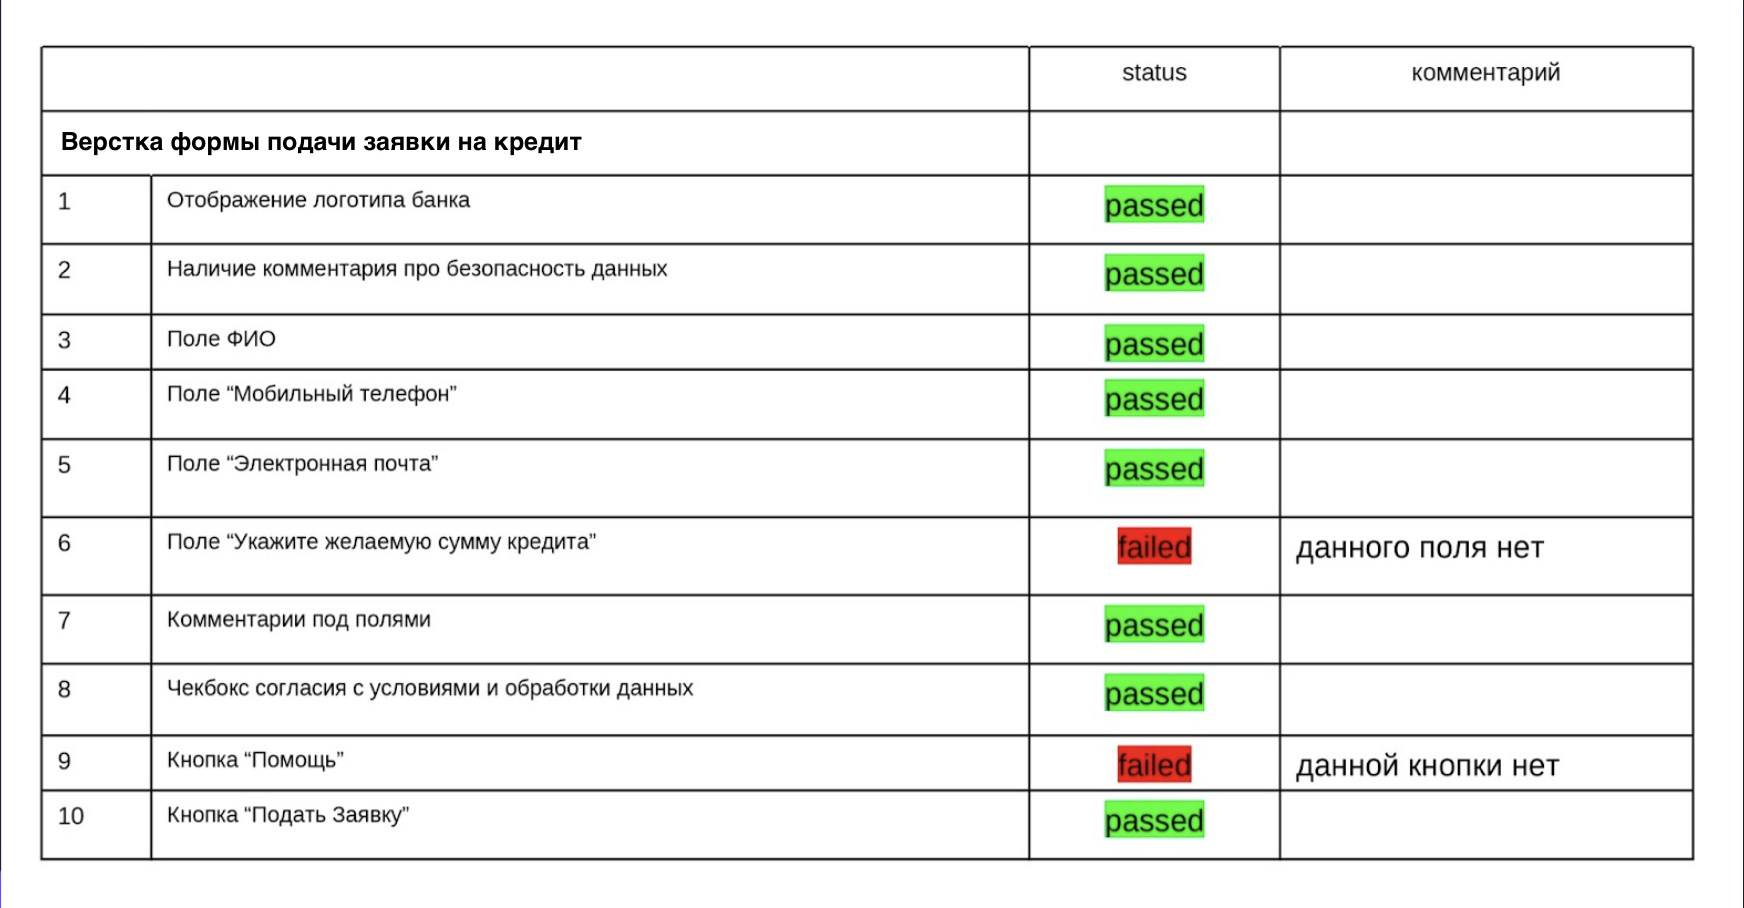 status комментарий
Верстка формы подачи заявки на кредит
1 Отображение логотипа банка passed
2 Наличие комментария про безопасность данных passed
3 Поле ФИО passed
4 Поле “Мобильный телефон” passed
5 Поле “Электронная почта” passed
6 Поле “Укажите желаемую сумму кредита” failed данного поля нет
7 Комментарии под полями passed
8 Чекбокс согласия с условиями и обработки данных passed
9 Кнопка “Помощь” failed данной кнопки нет
10 Кнопка “Подать Заявку” passed